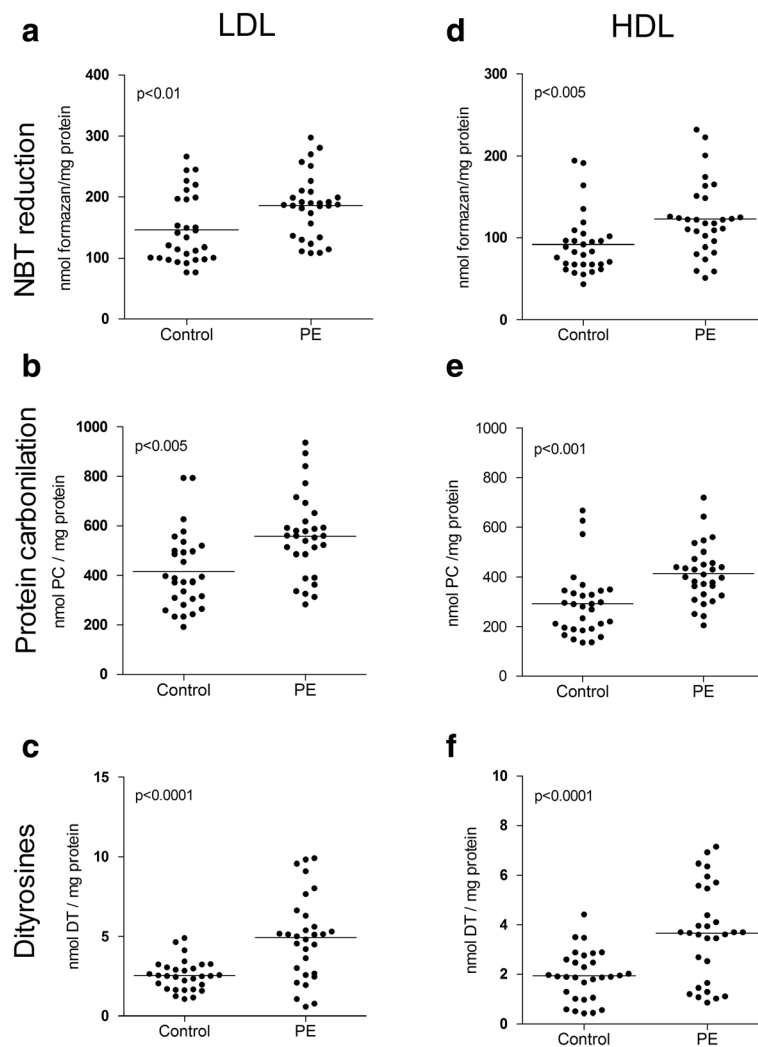 LDL
HDL
a
NBT reduction
nmol formazan/mg protein
400
300
200
100
0
p<0.01
Control
PE
d
nmol formazan/mg protein
300
200
100
0
p<0.005
Control
PE
b
Protein carbonilation
nmol PC / mg protein
1000
800
600
400
200
0
p<0.005
Control
PE
e
nmol PC /mg protein
1000
800
600
400
200
0
p<0.001
Control
PE
c
Dityrosines
nmol DT / mg protein
15
10
5
0
p<0.0001
Control
PE
f
nmol DT / mg protein
10
8
6
4
2
0
p<0.0001
Control
PE